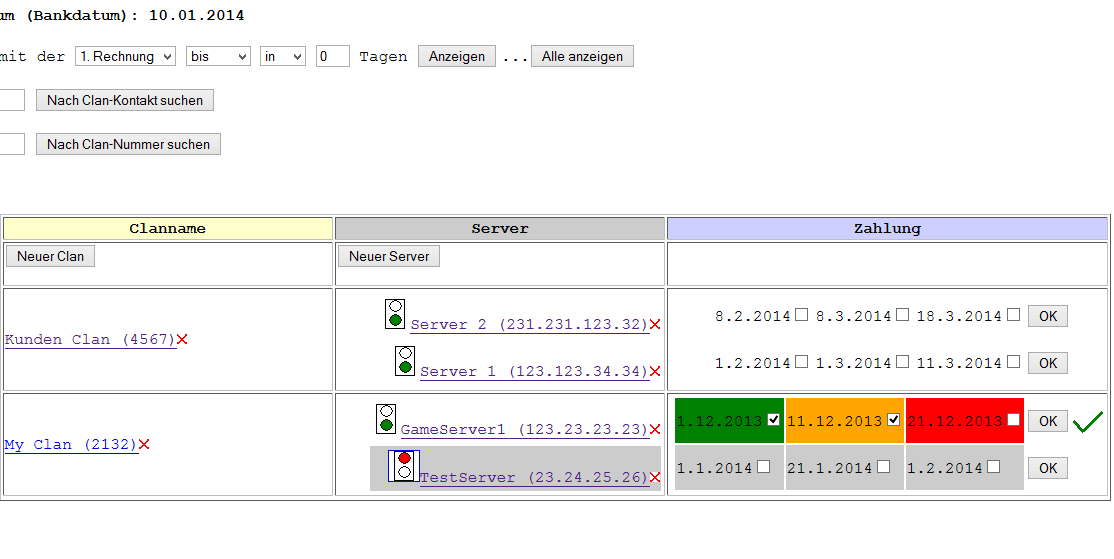 um (Bankdatum): 10.01.2014
mit der 1. Rechnung bis in 0 Tagen Anzeigen ... Alle anzeigen
Nach Clan-Kontakt suchen
Nach Clan-Nummer suchen
Clanname Server Zahlung
Neuer Clan Neuer Server
Kunden Clan (4567)
Server 2 (231.231.123.32) 8.2.2014 8.3.2014 18.3.2014 OK
Server 1 (123.123.34.34) 1.2.2014 1.3.2014 11.3.2014 OK
My Clan (2132)
GameServer1 (123.23.23.23) 1.12.2013 11.12.2013 21.12.2013 OK
TestServer (23.24.25.26) 1.1.2014 21.1.2014 1.2.2014 OK